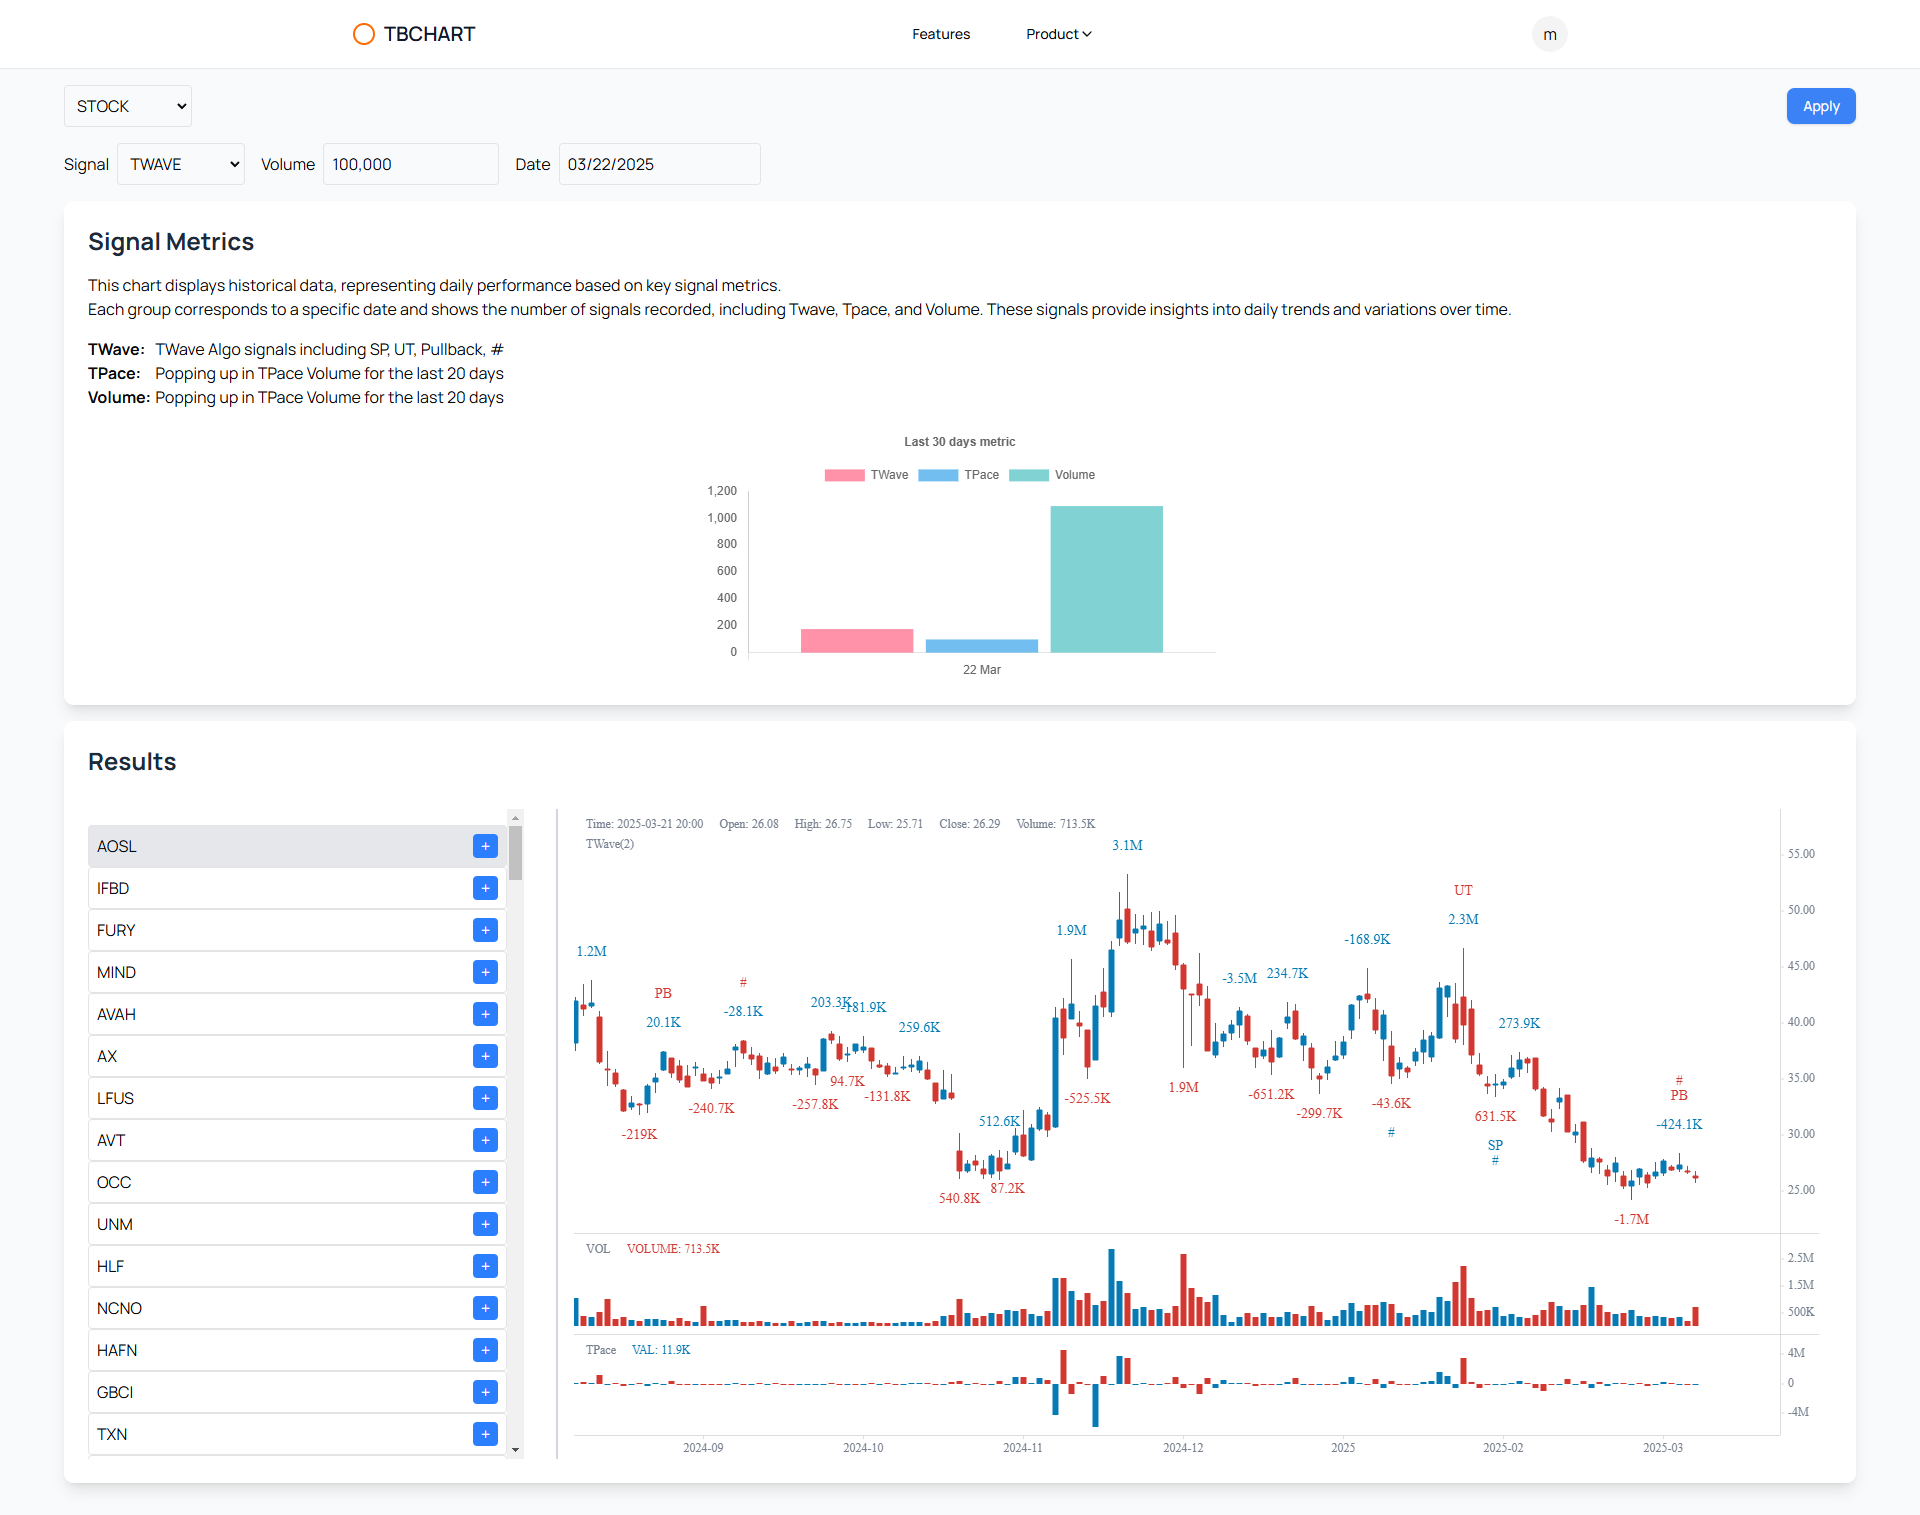 TBCHART
Features
Product
m
STOCK
Apply
Signal TWAVE Volume 100,000 Date 03/22/2025
Signal Metrics
This chart displays historical data, representing daily performance based on key signal metrics.
Each group corresponds to a specific date and shows the number of signals recorded, including Twave, Tpace, and Volume. These signals provide insights into daily trends and variations over time.
TWave: TWave Algo signals including SP, UT, Pullback, #
TPace: Popping up in TPace Volume for the last 20 days
Volume: Popping up in TPace Volume for the last 20 days
Last 30 days metric
TWave TPace Volume
1,200
1,000
800
600
400
200
0
22 Mar
Results
AOSL +
IFBD +
FURY +
MIND +
AVAH +
AX +
LFUS +
AVT +
OCC +
UNM +
HLF +
NCNO +
HAFN +
GBCI +
TXN +
Time: 2025-03-21 20:00 Open: 26.08 High: 26.75 Low: 25.71 Close: 26.29 Volume: 713.5K
TWave(2)
3.1M
55.00
UT
50.00
2.3M
1.9M
-168.9K
1.2M
45.00
234.7K
-3.5M
#
PB
203.3K
-181.9K
-28.1K
20.1K
40.00
273.9K
259.6K
35.00
94.7K
#
1.9M
-651.2K
PB
-131.8K
-525.5K
-257.8K
-43.6K
-240.7K
-299.7K
631.5K
512.6K
-424.1K
#
-219K
30.00
SP
#
87.2K
25.00
540.8K
-1.7M
VOL VOLUME: 713.5K
2.5M
1.5M
500K
TPace VAL: 11.9K
4M
0
-4M
2024-09 2024-10 2024-11 2024-12 2025 2025-02 2025-03